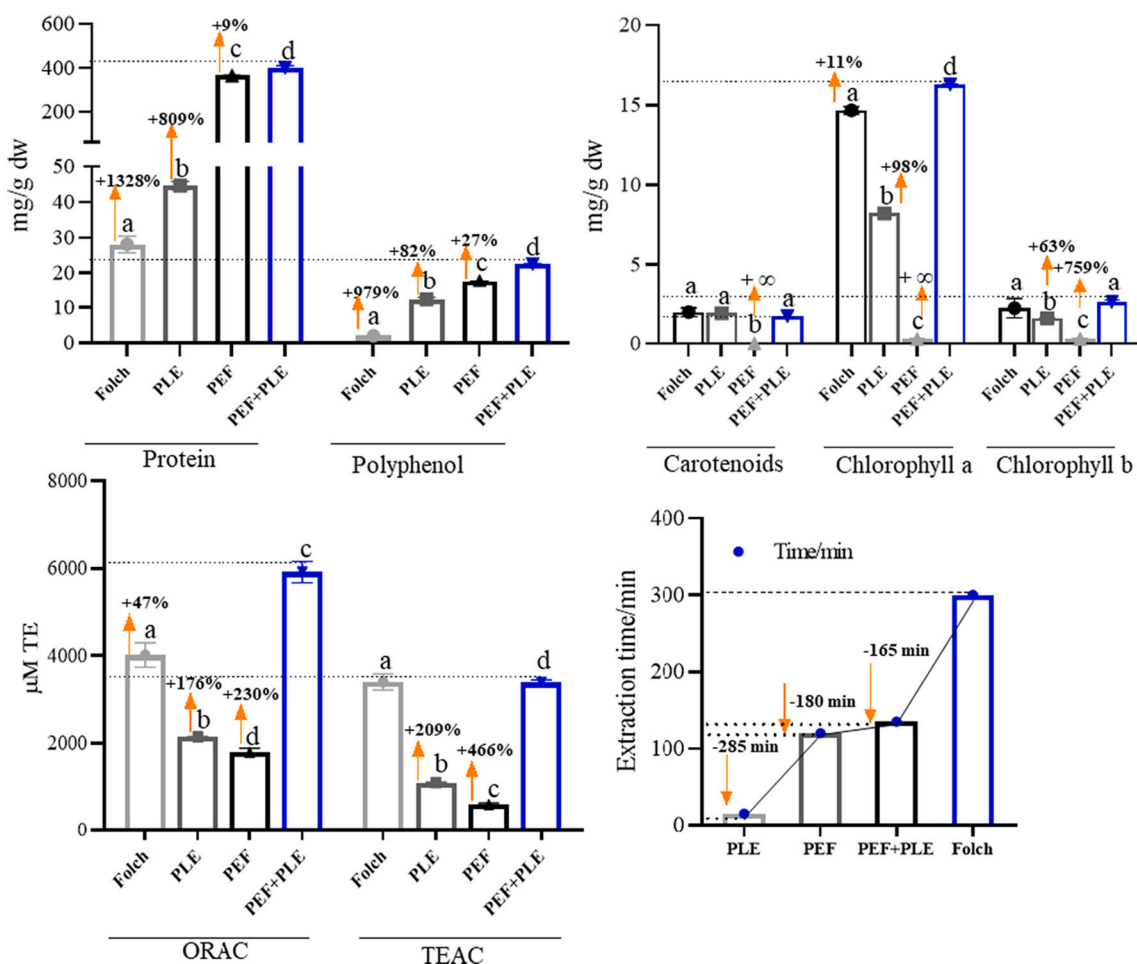 600
400
200
50
40
30
20
10
0
mg/g dw
+1328%
a
+809%
b
+9%
c
d
+979%
a
+82%
b
+27%
c
d
Folch
PLE
PEF
PEF+PLE
Folch
PLE
PEF
PEF+PLE
Protein
Polyphenol
20
15
10
5
0
mg/g dw
a
a
+ ∞
b
a
+11%
a
+98%
b
+ ∞
c
d
a
+63%
b
+759%
c
a
Folch
PLE
PEF
PEF+PLE
Folch
PLE
PEF
PEF+PLE
Folch
PLE
PEF
PEF+PLE
Carotenoids
Chlorophyll a
Chlorophyll b
8000
6000
4000
2000
0
µM TE
+47%
a
+176%
b
+230%
d
c
a
+209%
b
+466%
c
d
Folch
PLE
PEF
PEF+PLE
Folch
PLE
PEF
PEF+PLE
ORAC
TEAC
400
300
200
100
0
Extraction time/min
Time/min
-285 min
-180 min
-165 min
PLE
PEF
PEF+PLE
Folch